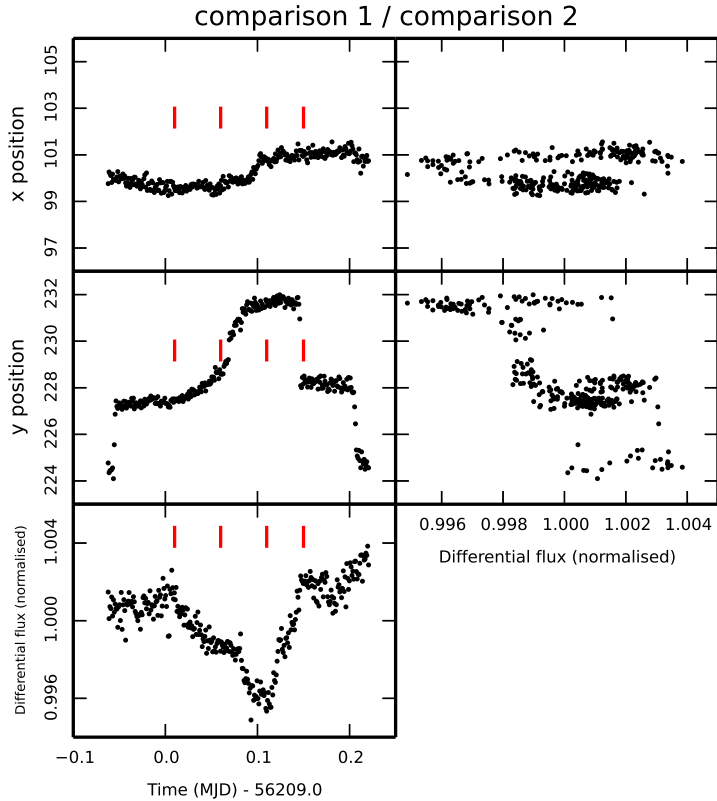 comparison 1 / comparison 2
x position
105
103
101
99
97
y position
232
230
228
226
224
0.996 0.998 1.000 1.002 1.004
Differential flux (normalised)
Differential flux (normalised)
1.004
1.000
0.996
−0.1 0.0 0.1 0.2
Time (MJD) - 56209.0